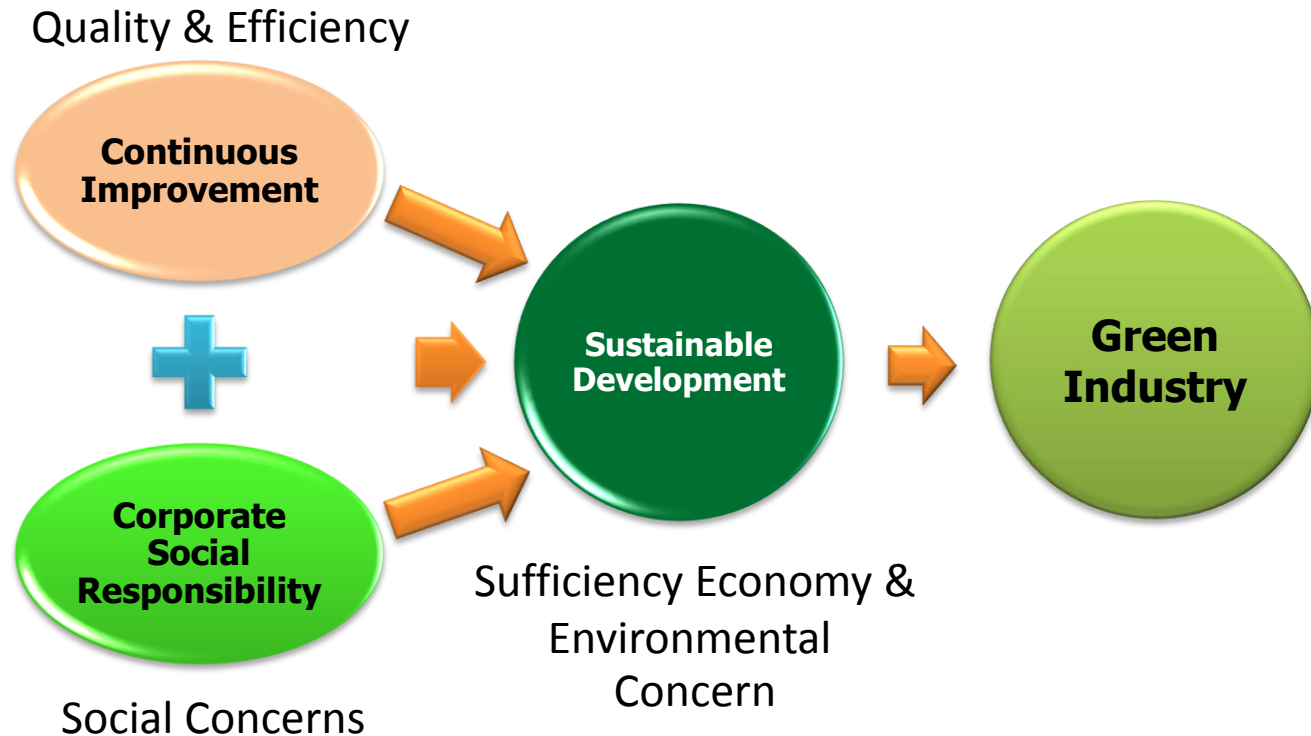 Quality & Efficiency
Continuous
Improvement
Corporate
Social
Responsibility
Social Concerns
Sustainable
Development
Sufficiency Economy &
Environmental
Concern
Green
Industry